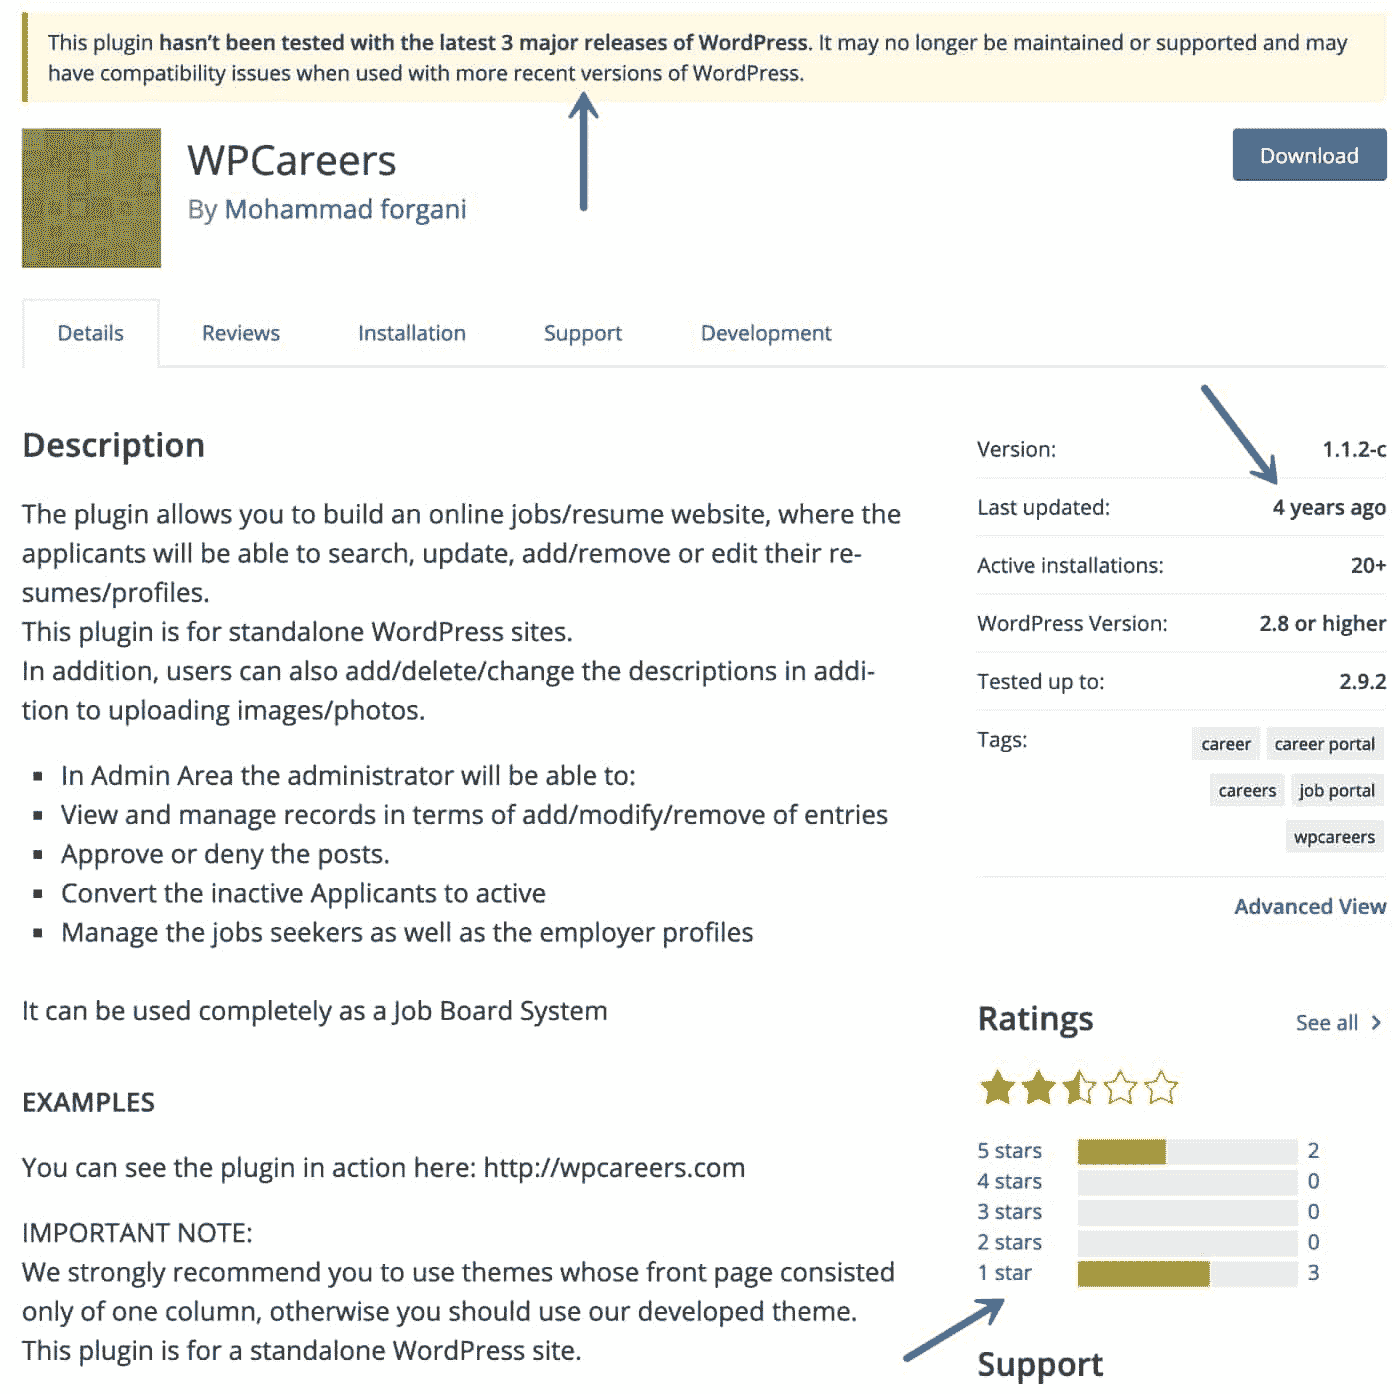 This plugin hasn't been tested with the latest 3 major releases of WordPress. It may no longer be maintained or supported and may
have compatibility issues when used with more recent versions of WordPress.
WPCareers
By Mohammad forgani
Download
Details
Reviews
Installation
Support
Development
Description
The plugin allows you to build an online jobs/resume website, where the
applicants will be able to search, update, add/remove or edit their re-
sumes/profiles.
This plugin is for standalone WordPress sites.
In addition, users can also add/delete/change the descriptions in addi-
tion to uploading images/photos.
▪ In Admin Area the administrator will be able to:
▪ View and manage records in terms of add/modify/remove of entries
▪ Approve or deny the posts.
▪ Convert the inactive Applicants to active
▪ Manage the jobs seekers as well as the employer profiles
It can be used completely as a Job Board System
EXAMPLES
You can see the plugin in action here: http://wpcareers.com
IMPORTANT NOTE:
We strongly recommend you to use themes whose front page consisted
only of one column, otherwise you should use our developed theme.
This plugin is for a standalone WordPress site.
Version: 1.1.2-c
Last updated: 4 years ago
Active installations: 20+
WordPress Version: 2.8 or higher
Tested up to: 2.9.2
Tags: career career portal
careers job portal
wpcareers
Advanced View
Ratings See all >
5 stars 2
4 stars 0
3 stars 0
2 stars 0
1 star 3
Support